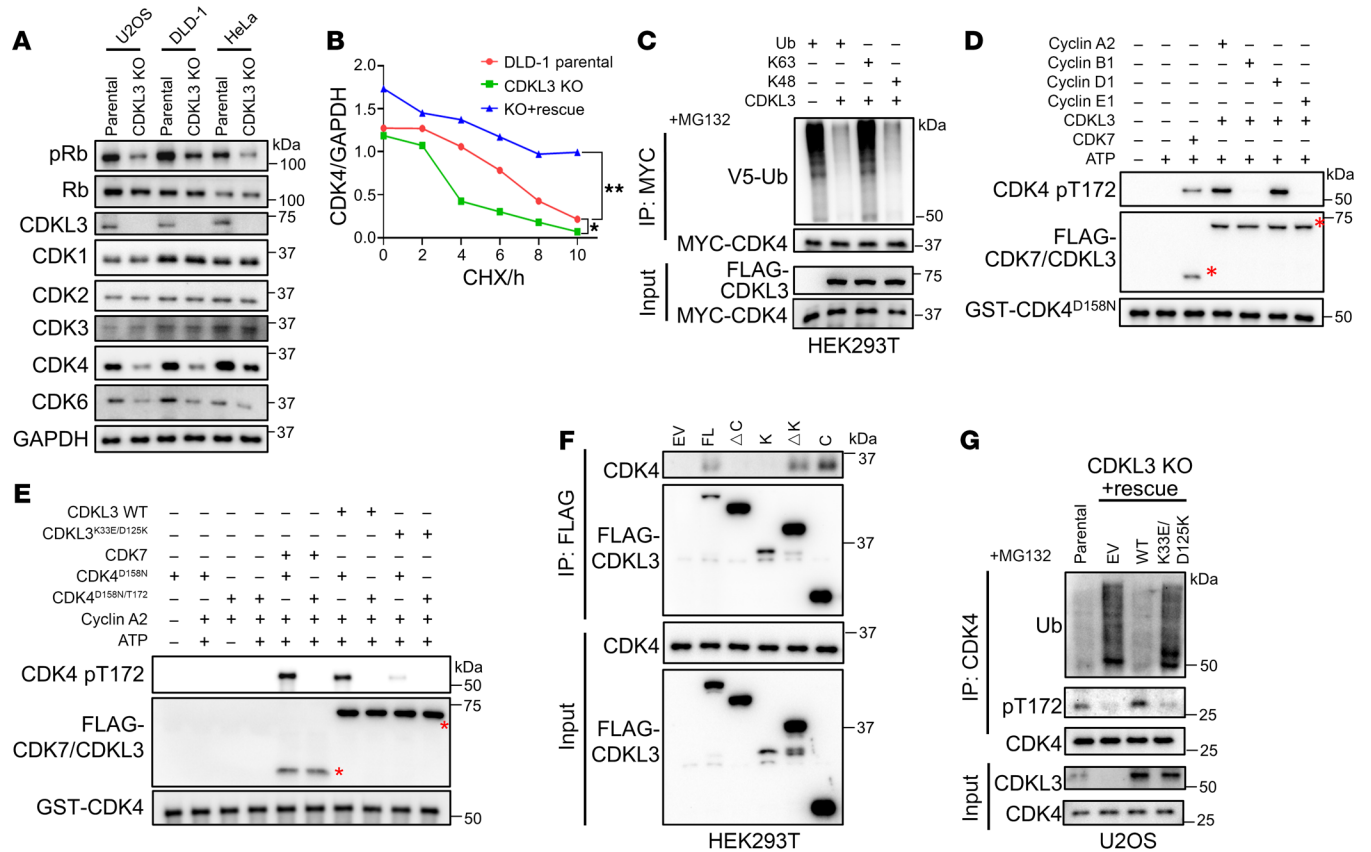 A
U2OS
DLD-1
HeLa
Parental
CDKL3 KO
Parental
CDKL3 KO
Parental
CDKL3 KO
kDa
pRb
100
Rb
100
CDKL3
75
CDK1
37
CDK2
37
CDK3
37
CDK4
37
CDK6
37
GAPDH
37
B
DLD-1 parental
CDKL3 KO
KO+rescue
CDK4/GAPDH
2.0
1.5
1.0
0.5
0.0
**
*
0 2 4 6 8 10
CHX/h
C
Ub + + – –
K63 – – + –
K48 – – – +
CDKL3 – + + +
+MG132
kDa
IP: MYC
V5-Ub
50
MYC-CDK4
37
Input
FLAG-
CDKL3
75
MYC-CDK4
37
HEK293T
D
Cyclin A2 – – – + – – –
Cyclin B1 – – – – + – –
Cyclin D1 – – – – – + –
Cyclin E1 – – – – – – +
CDKL3 – – – + + + +
CDK7 – – + – – – –
ATP – + + + + + +
kDa
CDK4 pT172
50
75
FLAG-
CDK7/CDKL3
*
*
GST-CDK4D158N
50
E
CDKL3 WT – – – – – – + + – –
CDKL3K33E/D125K – – – – – – – – + +
CDK7 – – – – + + – – – –
CDK4D158N + + – – + – + – + –
CDK4D158N/T172 – – + + – + – + – +
Cyclin A2 – + + + + + + + + +
ATP – + – + + + + + + +
kDa
CDK4 pT172
50
75
FLAG-
CDK7/CDKL3
*
*
GST-CDK4
50
F
EV
FL
△C
K
△K
C
kDa
IP: FLAG
CDK4
37
FLAG-
CDKL3
37
Input
CDK4
37
FLAG-
CDKL3
37
HEK293T
G
CDKL3 KO
+rescue
+MG132
Parental
EV
WT
K33E/
D125K
kDa
IP: CDK4
Ub
50
pT172
25
CDK4
25
Input
CDKL3
50
CDK4
25
U2OS